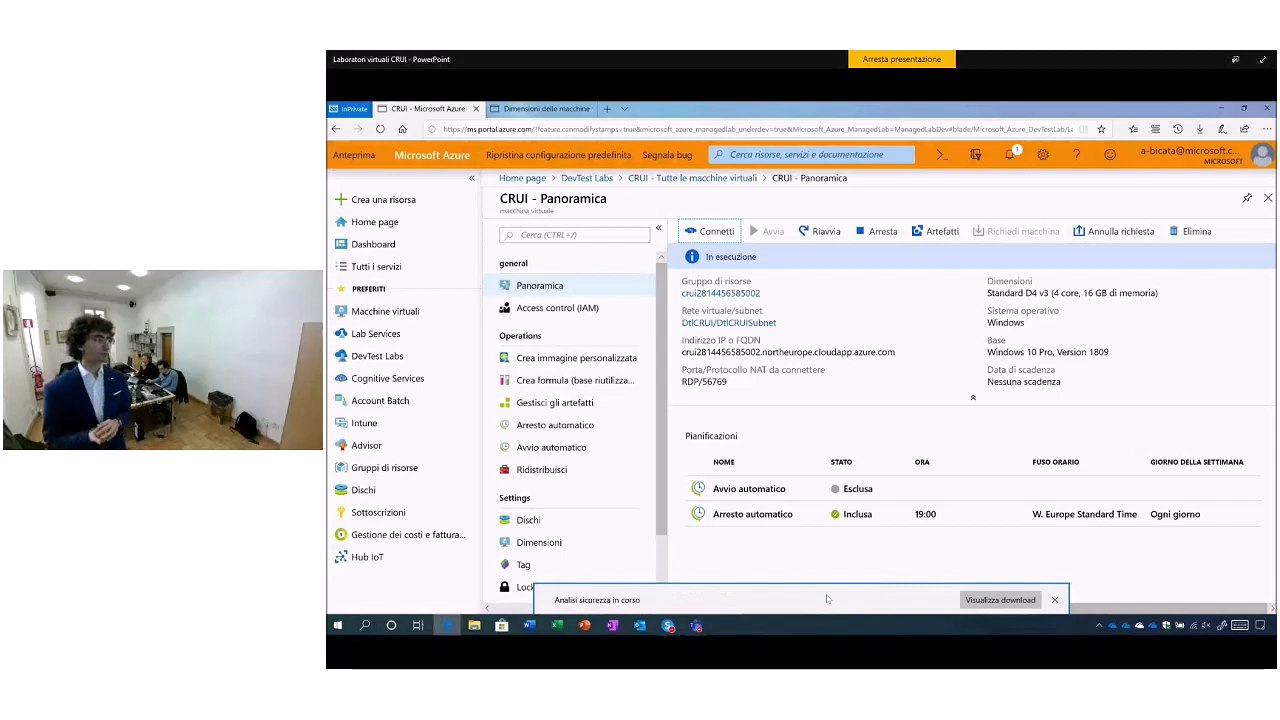 Laboratori virtuali CRUI - PowerPoint
Arresta presentazione
InPrivate
CRUI - Microsoft Azure
Dimensioni delle macchine
https://ms.portal.azure.com/?feature.canmodifystamps=true&microsoft_azure_managedlab_underdev=true&Microsoft_Azure_ManagedLab=ManagedLabDev#blade/Microsoft_Azure_DevTestLab/La
Anteprima
Microsoft Azure
Ripristina configurazione predefinita
Segnala bug
Cerca risorse, servizi e documentazione
1
a-bicata@microsoft.c...
MICROSOFT
Crea una risorsa
Home page
Dashboard
Tutti i servizi
PREFERITI
Macchine virtuali
Lab Services
DevTest Labs
Cognitive Services
Account Batch
Intune
Advisor
Gruppi di risorse
Dischi
Sottoscrizioni
Gestione dei costi e fattura...
Hub IoT
Home page > DevTest Labs > CRUI - Tutte le macchine virtuali > CRUI - Panoramica
CRUI - Panoramica
macchina virtuale
Cerca (CTRL+/)
general
Panoramica
Access control (IAM)
Operations
Crea immagine personalizzata
Crea formula (base riutilizza...
Gestisci gli artefatti
Arresto automatico
Avvio automatico
Ridistribuisci
Settings
Dischi
Dimensioni
Tag
Lock
Connetti
Avvia
Riavvia
Arresta
Artefatti
Richiedi macchina
Annulla richiesta
Elimina
In esecuzione
Gruppo di risorse
crui2814456585002
Rete virtuale/subnet
DtlCRUI/DtlCRUISubnet
Indirizzo IP o FQDN
crui2814456585002.northeurope.cloudapp.azure.com
Porta/Protocollo NAT da connettere
RDP/56769
Dimensioni
Standard D4 v3 (4 core, 16 GB di memoria)
Sistema operativo
Windows
Base
Windows 10 Pro, Version 1809
Data di scadenza
Nessuna scadenza
Pianificazioni
NOME STATO ORA FUSO ORARIO GIORNO DELLA SETTIMANA
Avvio automatico Esclusa
Arresto automatico Inclusa 19:00 W. Europe Standard Time Ogni giorno
Analisi sicurezza in corso
Visualizza download